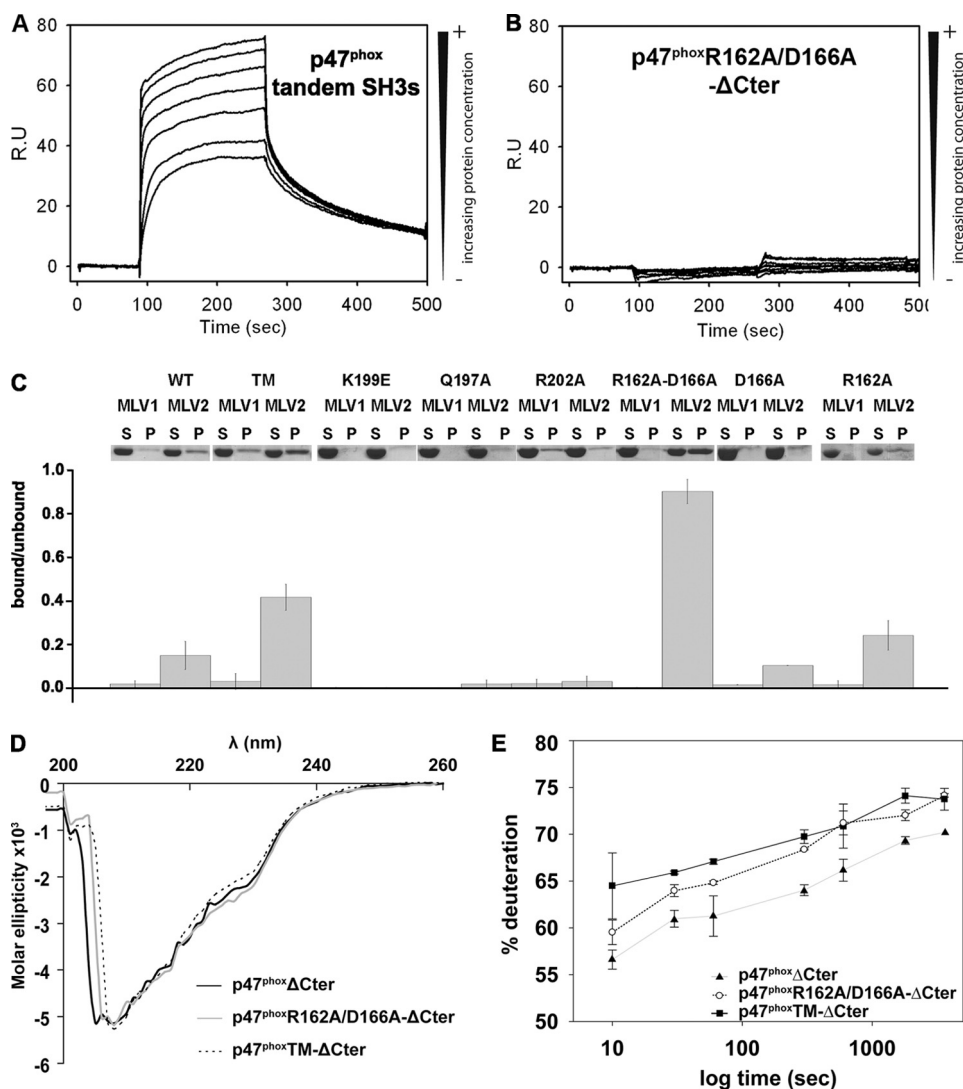 A
80
60
40
20
0
R.U
p47phox
tandem SH3s
0 100 200 300 400 500
Time (sec)
+
increasing protein concentration
-
B
80
60
40
20
0
R.U
p47phoxR162A/D166A
-ΔCter
0 100 200 300 400 500
Time (sec)
+
increasing protein concentration
-
C
WT TM K199E Q197A R202A R162A-D166A D166A R162A
MLV1 MLV2 MLV1 MLV2 MLV1 MLV2 MLV1 MLV2 MLV1 MLV2 MLV1 MLV2 MLV1 MLV2 MLV1 MLV2
S P S P S P S P S P S P S P S P S P S P S P S P S P S P S P S P
bound/unbound
1.0
0.8
0.6
0.4
0.2
0.0
D
λ (nm)
200 220 240 260
0
-1
-2
-3
-4
-5
-6
Molar ellipticity x10³
p47phoxΔCter
p47phoxR162A/D166A-ΔCter
p47phoxTM-ΔCter
E
80
75
70
65
60
55
50
% deuteration
p47phoxΔCter
p47phoxR162A/D166A-ΔCter
p47phoxTM-ΔCter
10 100 1000
log time (sec)